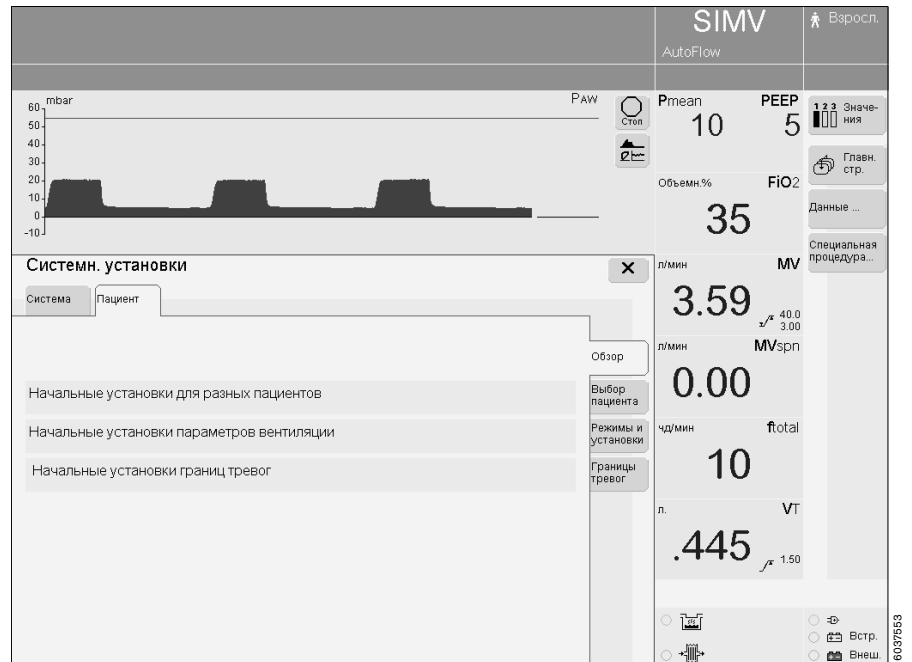 SIMV
AutoFlow
Взросл.
mbar
Paw
60
50
40
30
20
10
0
-10
Стоп
Pmean
PEEP
10
5
Объемн.%
FiO2
35
л/мин
MV
3.59
40.0
3.00
л/мин
MVspn
0.00
чд/мин
ftotal
10
л.
VT
.445
1.50
1 2 3 Значе-
ния
Главн.
стр.
Данные ...
Специальная
процедура...
Системн. установки
Система
Пациент
Обзор
Выбор
пациента
Режимы и
установки
Границы
тревог
Начальные установки для разных пациентов
Начальные установки параметров вентиляции
Начальные установки границ тревог
Встр.
Внеш.
6037553